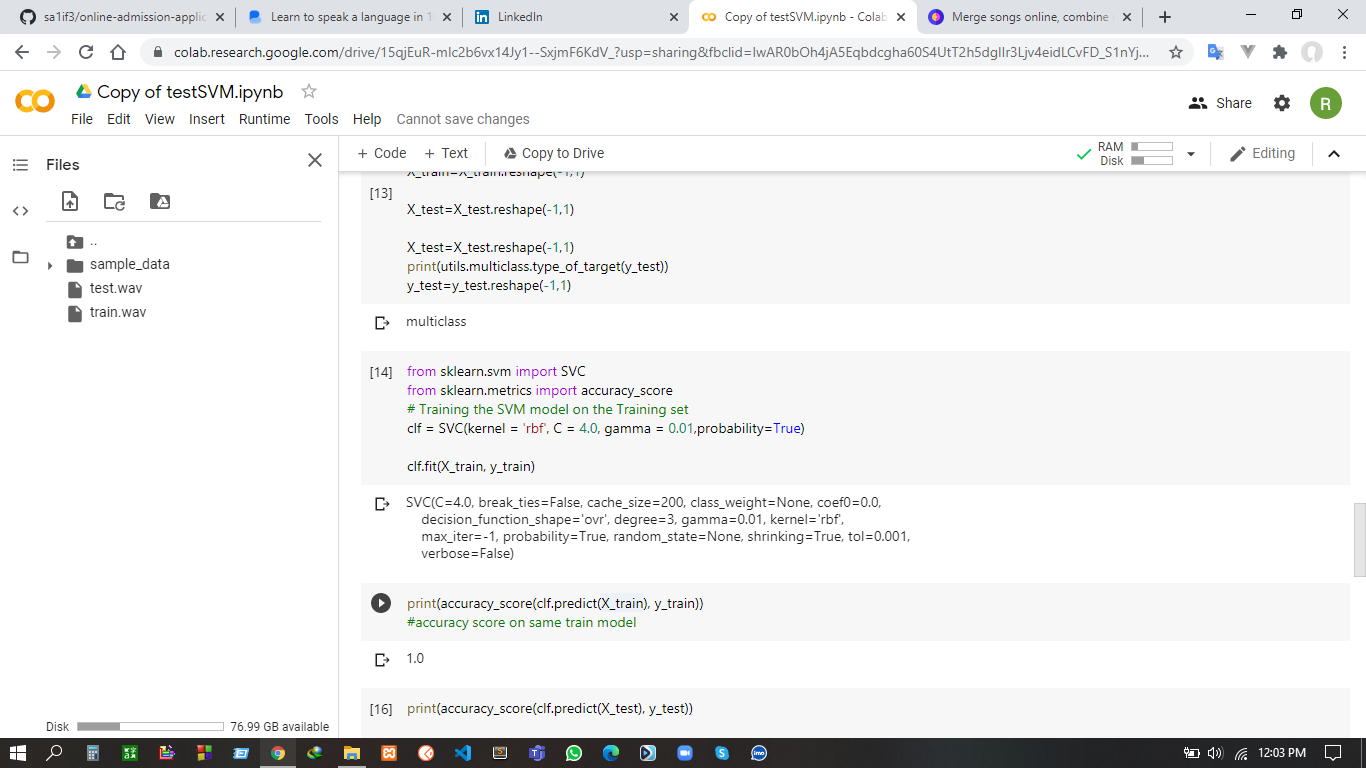 sa1if3/online-admission-applic
Learn to speak a language in 1
LinkedIn
Copy of testSVM.ipynb - Colab
Merge songs online, combine
colab.research.google.com/drive/15qjEuR-mIc2b6vx14Jy1--SxjmF6KdV_?usp=sharing&fbclid=IwAR0bOh4jA5Eqbdcgha60S4UtT2h5dgIIr3Ljv4eidLCvFD_S1nYj...
Copy of testSVM.ipynb
Share
R
File Edit View Insert Runtime Tools Help Cannot save changes
Files
+ Code + Text Copy to Drive
RAM
Disk
Editing
..
sample_data
test.wav
train.wav
X_train=X_train.reshape(-1,1)
[13]
X_test=X_test.reshape(-1,1)
X_test=X_test.reshape(-1,1)
print(utils.multiclass.type_of_target(y_test))
y_test=y_test.reshape(-1,1)
multiclass
[14] from sklearn.svm import SVC
from sklearn.metrics import accuracy_score
# Training the SVM model on the Training set
clf = SVC(kernel = 'rbf', C = 4.0, gamma = 0.01,probability=True)
clf.fit(X_train, y_train)
SVC(C=4.0, break_ties=False, cache_size=200, class_weight=None, coef0=0.0,
decision_function_shape='ovr', degree=3, gamma=0.01, kernel='rbf',
max_iter=-1, probability=True, random_state=None, shrinking=True, tol=0.001,
verbose=False)
print(accuracy_score(clf.predict(X_train), y_train))
#accuracy score on same train model
1.0
[16] print(accuracy_score(clf.predict(X_test), y_test))
Disk 76.99 GB available
12:03 PM